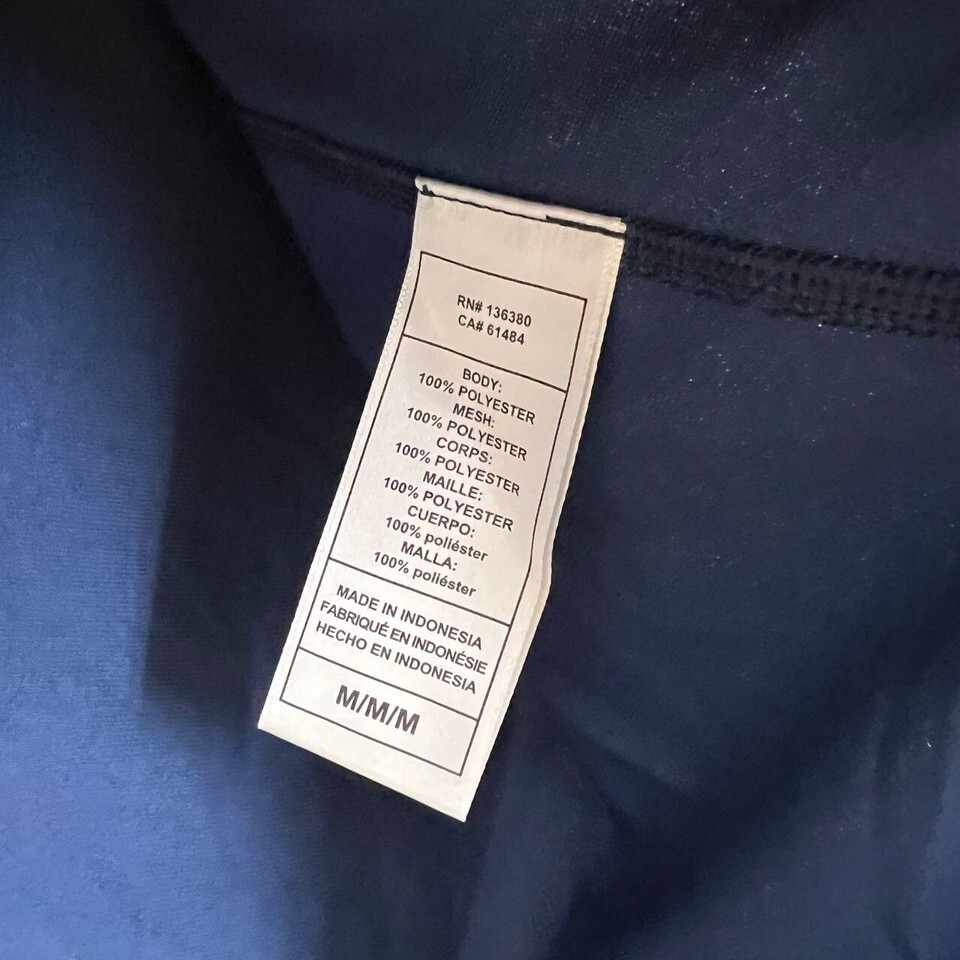 RN# 136380
CA# 61484
BODY:
100% POLYESTER
MESH:
100% POLYESTER
CORPS:
100% POLYESTER
MAILLE:
100% POLYESTER
CUERPO:
100% poliéster
MALLA:
100% poliéster
MADE IN INDONESIA
FABRIQUÉ EN INDONÉSIE
HECHO EN INDONESIA
M/M/M